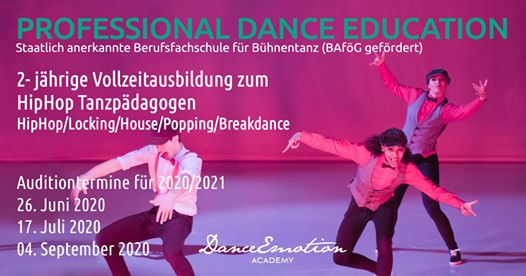 PROFESSIONAL DANCE EDUCATION
Staatlich anerkannte Berufsfachschule für Bühnentanz (BAföG gefördert)
2- jährige Vollzeitausbildung zum
HipHop Tanzpädagogen
HipHop/Locking/House/Popping/Breakdance
Auditiontermine für 2020/2021
26. Juni 2020
17. Juli 2020
04. September 2020
DanceEmotion
ACADEMY